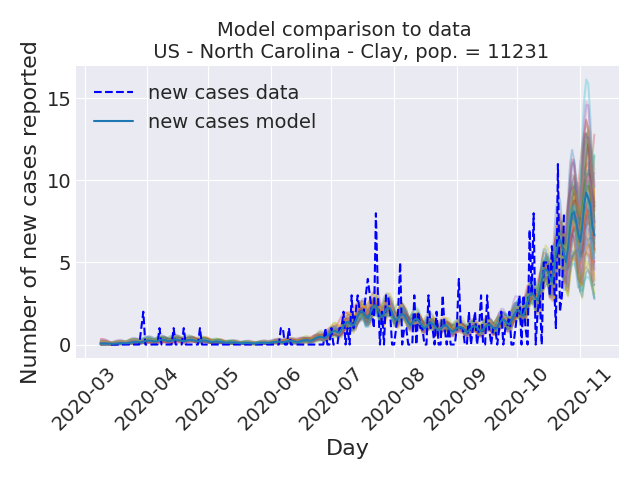 Model comparison to data
US - North Carolina - Clay, pop. = 11231
Number of new cases reported
new cases data
new cases model
15
10
5
0
2020-03
2020-04
2020-05
2020-06
2020-07
2020-08
2020-09
2020-10
2020-11
Day